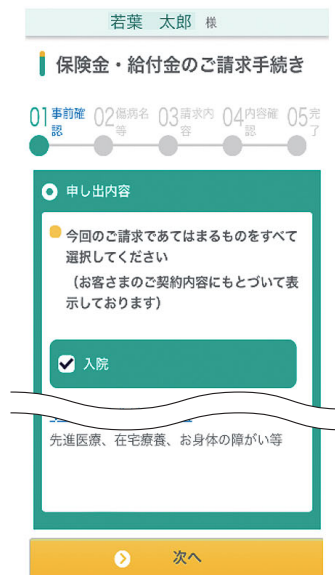 若葉 太郎 様
保険金・給付金のご請求手続き
01 事前確認
02 傷病名等
03 請求内容
04 内容確認
05 完了
申し出内容
今回のご請求であてはまるものをすべて
選択してください
（お客さまのご契約内容にもとづいて表
示しております）
入院
先進医療、在宅療養、お身体の障がい等
次へ